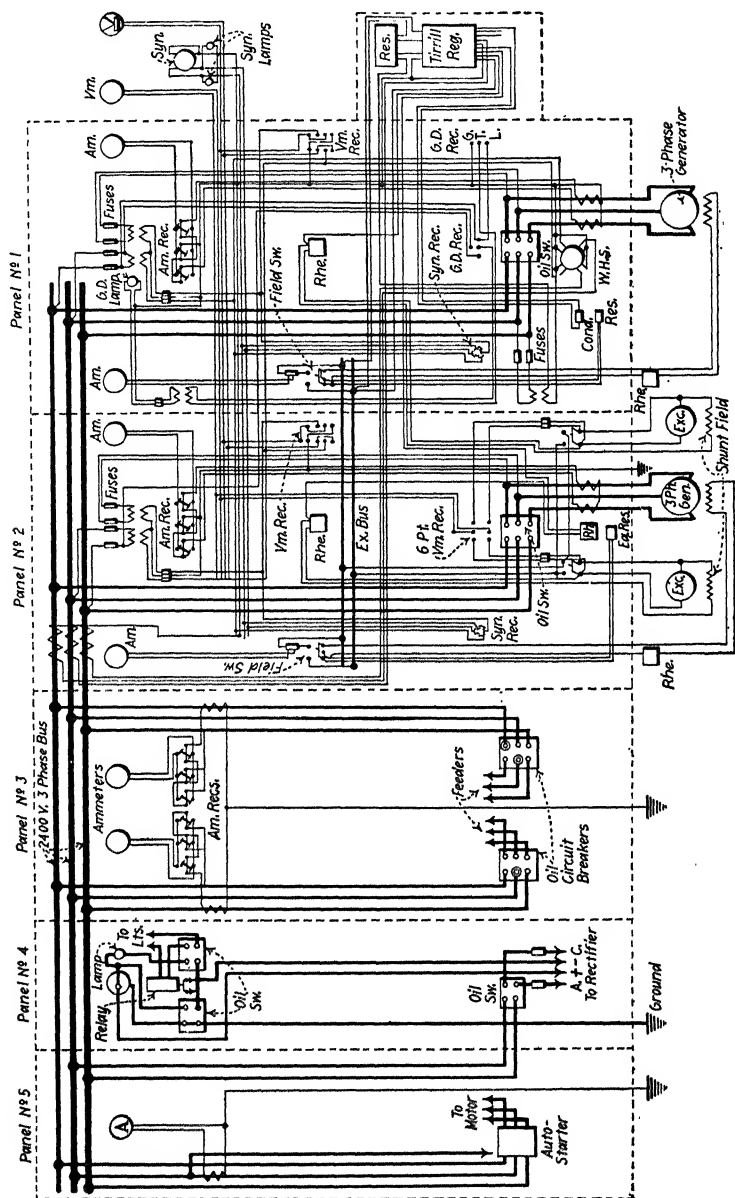 Panel Nº 5
Panel Nº 4
Panel Nº 3
Panel Nº 2
Panel Nº 1
2400 V. 3 Phase Bus
A
To
Motor
Auto-
Starter
Relay
Lamp
To
Lts.
Oil
Sw.
Oil
Sw.
A. + - C.
To Rectifier
Ground
Ammeters
Am. Recs.
Feeders
Oil
Circuit
Breakers
Am.
Field Sw.
Am.
Fuses
Am. Rec.
Vm. Rec.
Rhe.
Ex. Bus
6 Pt.
Vm. Rec.
Syn.
Rec.
Oil Sw.
Rh.
Eq. Res.
Exc.
3 Ph.
Gen.
Exc.
Shunt Field
Rhe.
Am.
G.D.
Lamp
Fuses
Am. Rec.
Am.
Field Sw.
Rhe.
Vm. Rec.
Syn. Rec.
G.D. Rec.
G.D.
Rec.
G.
T.
L.
Fuses
Oil Sw.
W.H.S.
Cond.
Res.
Rhe.
3-Phase
Generator
Vm.
V
Syn.
Syn.
Lamps
Res.
Tirrill
Reg.